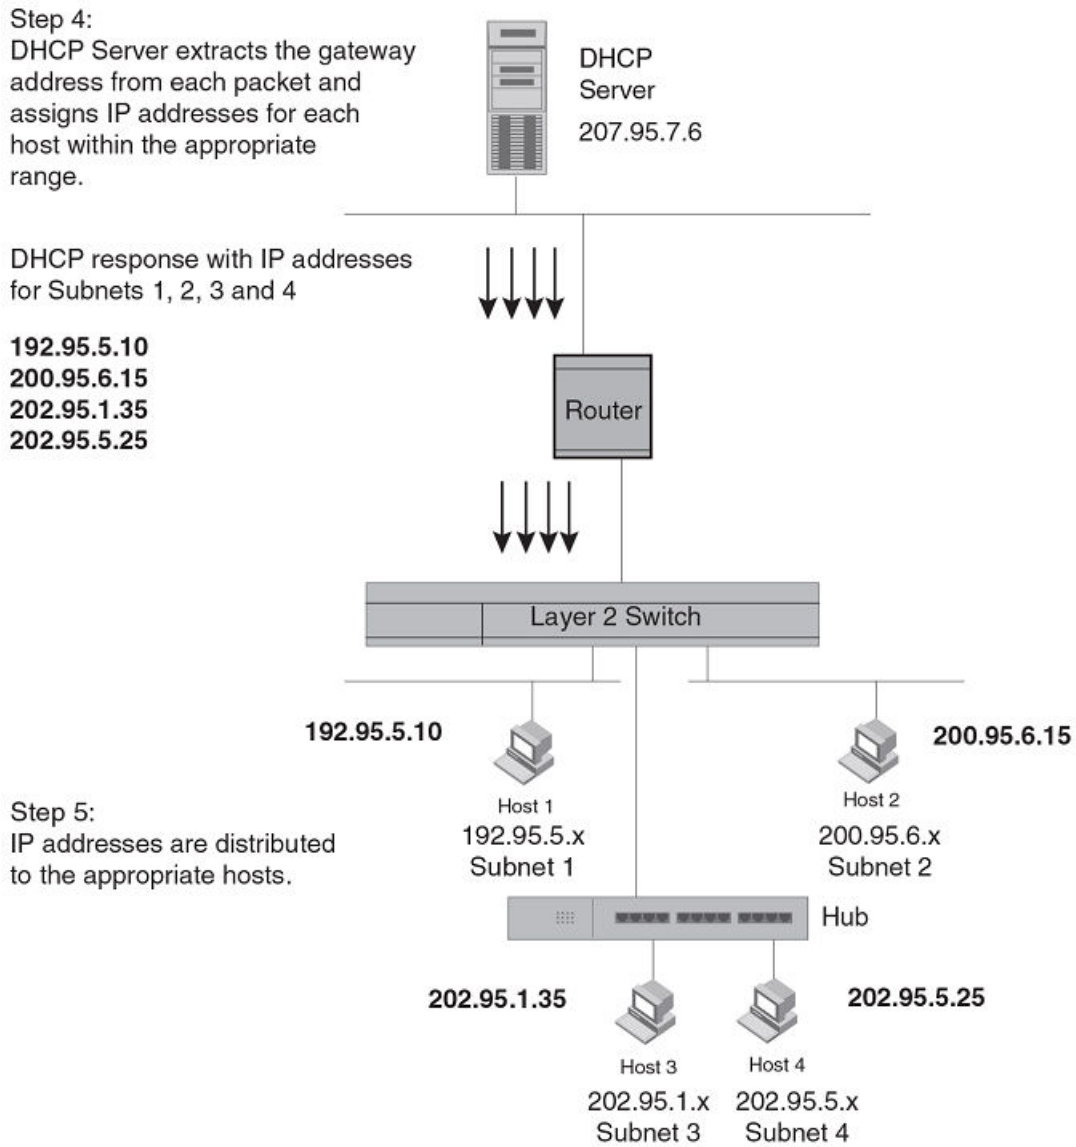 Step 4:
DHCP Server extracts the gateway
address from each packet and
assigns IP addresses for each
host within the appropriate
range.
DHCP
Server
207.95.7.6
DHCP response with IP addresses
for Subnets 1, 2, 3 and 4
192.95.5.10
200.95.6.15
202.95.1.35
202.95.5.25
Router
Layer 2 Switch
192.95.5.10
200.95.6.15
Host 1
192.95.5.x
Subnet 1
Host 2
200.95.6.x
Subnet 2
Step 5:
IP addresses are distributed
to the appropriate hosts.
Hub
202.95.1.35
202.95.5.25
Host 3
202.95.1.x
Subnet 3
Host 4
202.95.5.x
Subnet 4